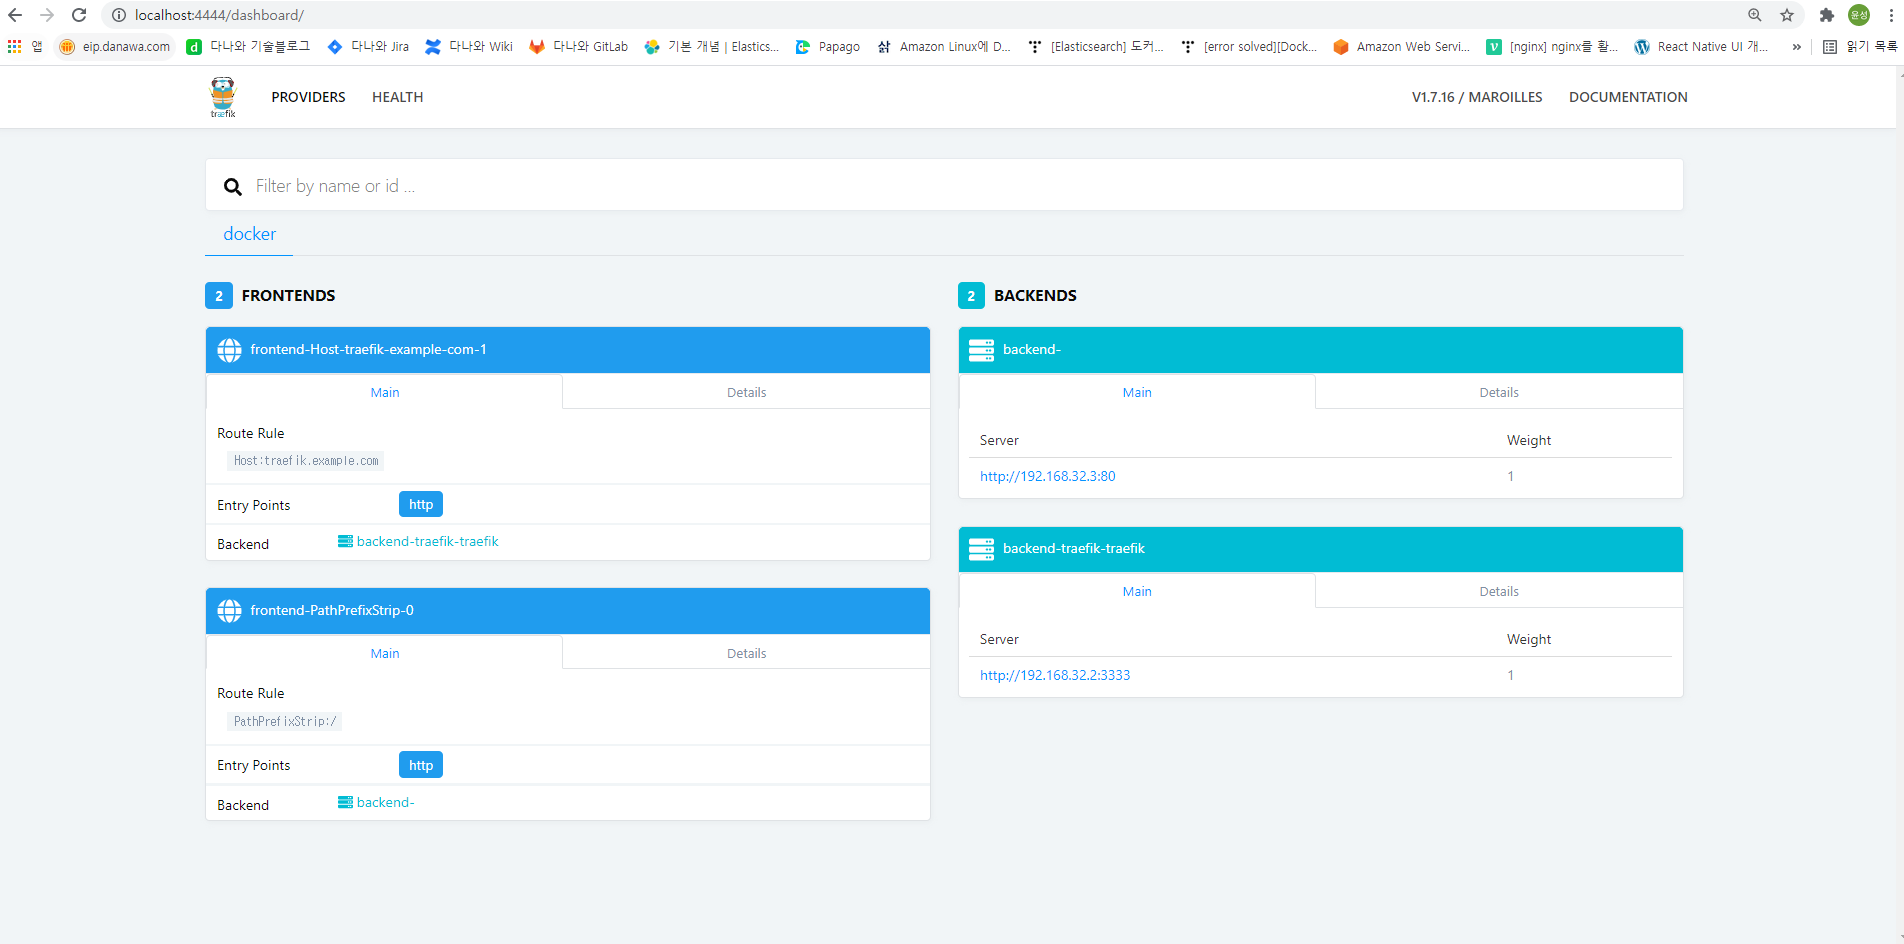 localhost:4444/dashboard/
윤성
앱
eip.danawa.com
다나와 기술블로그
다나와 Jira
다나와 Wiki
다나와 GitLab
기본 개념 | Elastics...
Papago
Amazon Linux에 D...
[Elasticsearch] 도커...
[error solved][Dock...
Amazon Web Servi...
[nginx] nginx를 활...
React Native UI 개...
»
읽기 목록
træfik
PROVIDERS
HEALTH
V1.7.16 / MAROILLES
DOCUMENTATION
Filter by name or id ...
docker
2 FRONTENDS
frontend-Host-traefik-example-com-1
Main Details
Route Rule
Host:traefik.example.com
Entry Points http
Backend backend-traefik-traefik
frontend-PathPrefixStrip-0
Main Details
Route Rule
PathPrefixStrip:/
Entry Points http
Backend backend-
2 BACKENDS
backend-
Main Details
Server Weight
http://192.168.32.3:80 1
backend-traefik-traefik
Main Details
Server Weight
http://192.168.32.2:3333 1